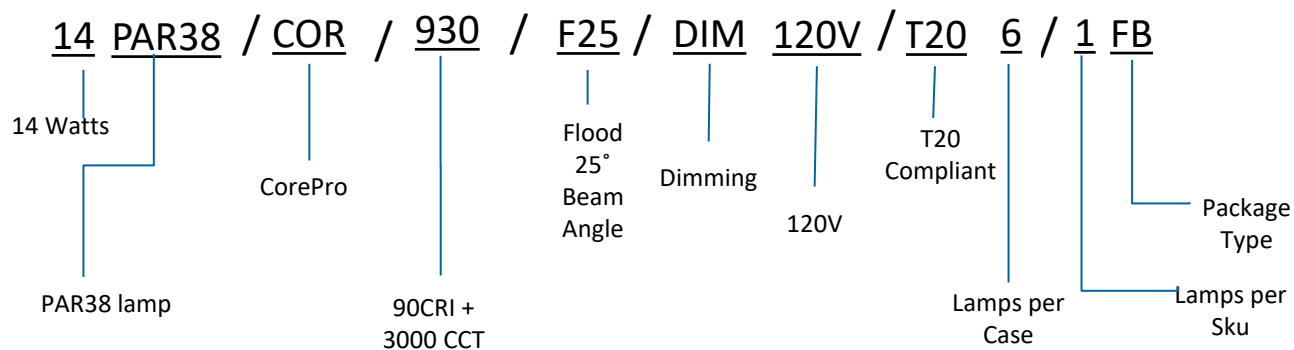 14 PAR38 / COR / 930 / F25 / DIM 120V / T20 6 / 1 FB
14 Watts
PAR38 lamp
CorePro
90CRI +
3000 CCT
Flood
25˚
Beam
Angle
Dimming
120V
T20
Compliant
Lamps per
Case
Lamps per
Sku
Package
Type